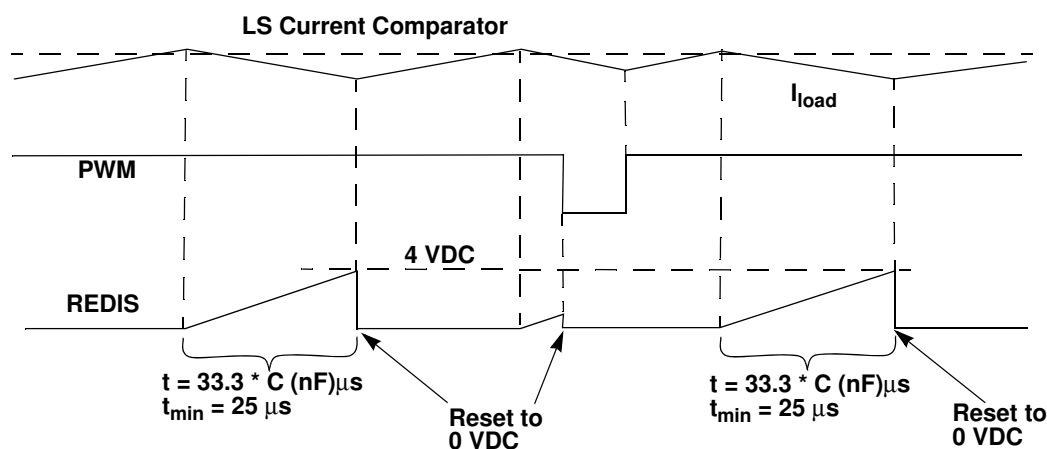 LS Current Comparator
Iload
PWM
4 VDC
REDIS
t = 33.3 * C (nF)μs
tmin = 25 μs
Reset to
0 VDC
t = 33.3 * C (nF)μs
tmin = 25 μs
Reset to
0 VDC